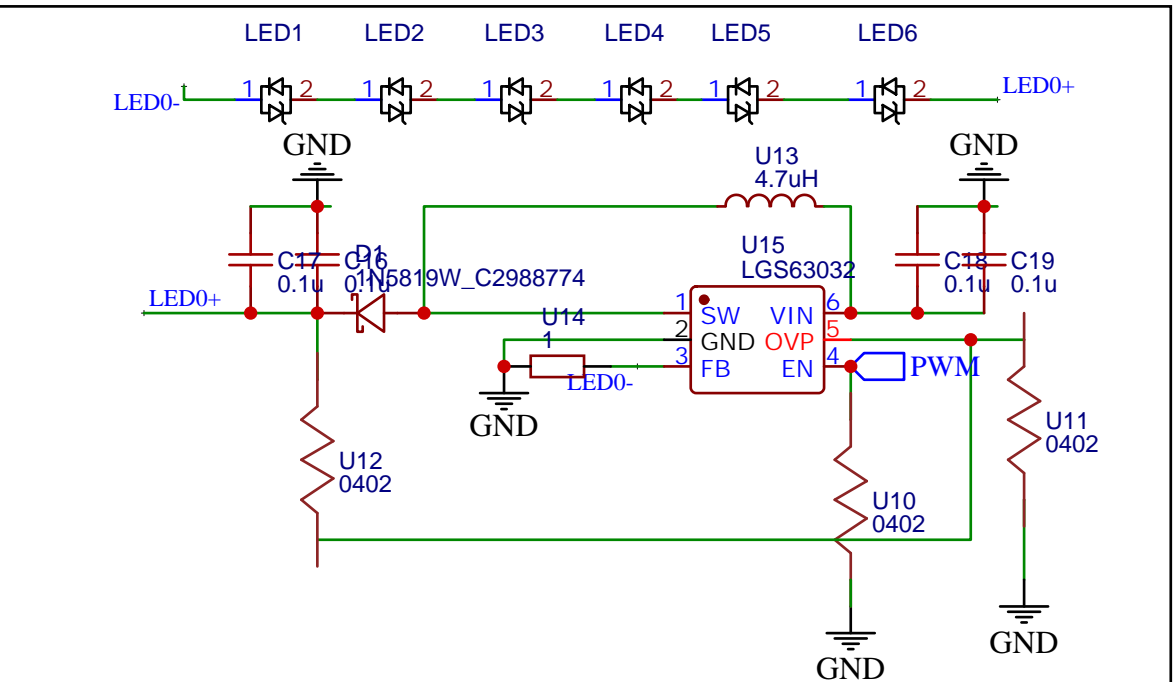 LED1 LED2 LED3 LED4 LED5 LED6
LED0- 1 2 1 2 1 2 1 2 1 2 1 2 LED0+
GND
GND
U13
4.7uH
C17
0.1u
C16
0.1u
D1
1N5819W_C2988774
U15
LGS63032
C18
0.1u
C19
0.1u
LED0+
1 SW VIN 6
2 GND OVP 5
3 FB EN 4
U14
1
LED0-
PWM
GND
U12
0402
U11
0402
U10
0402
GND
GND